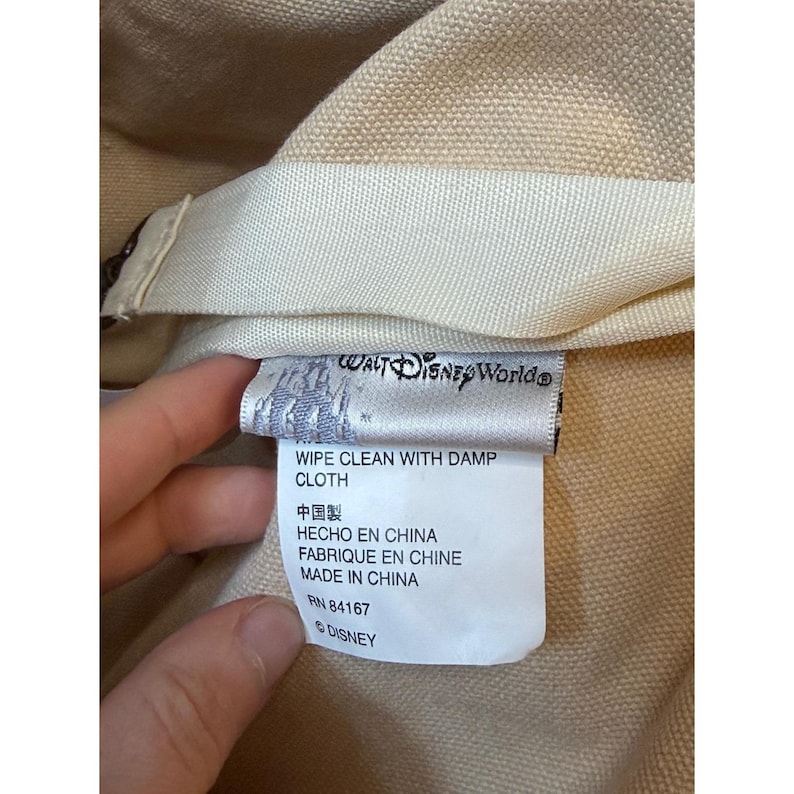 WALT DISNEY World®
WIPE CLEAN WITH DAMP
CLOTH
中国製
HECHO EN CHINA
FABRIQUE EN CHINE
MADE IN CHINA
RN 84167
© DISNEY